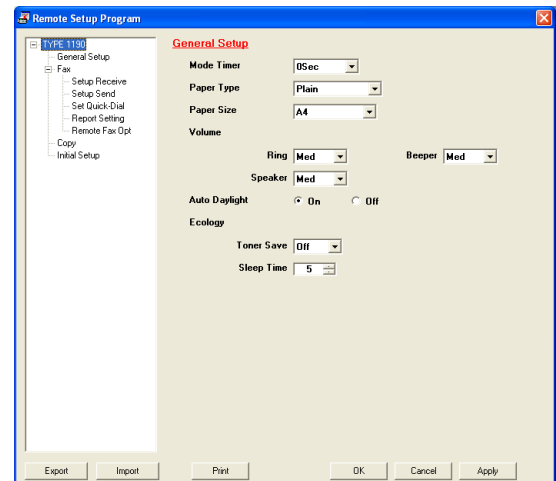 Remote Setup Program
TYPE 1190
General Setup
Fax
Setup Receive
Setup Send
Set Quick-Dial
Report Setting
Remote Fax Opt
Copy
Initial Setup
General Setup
Mode Timer 0Sec
Paper Type Plain
Paper Size A4
Volume
Ring Med Beeper Med
Speaker Med
Auto Daylight On Off
Ecology
Toner Save Off
Sleep Time 5
Export Import Print OK Cancel Apply